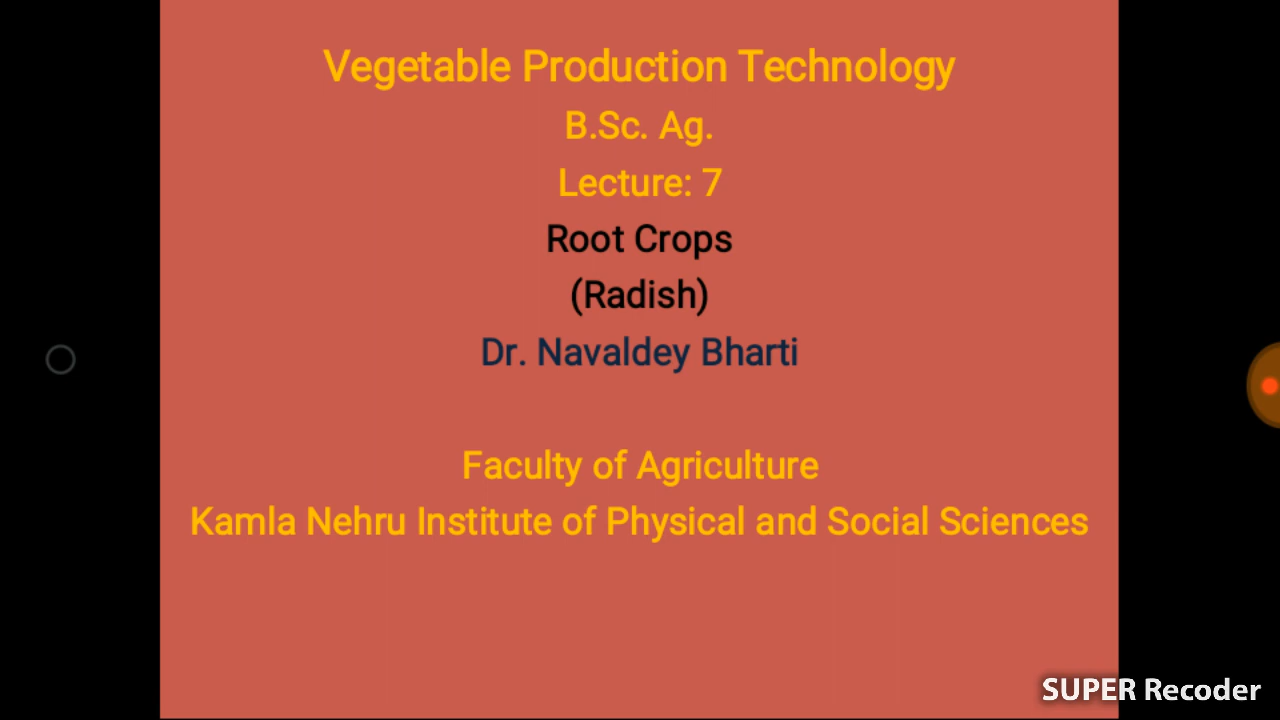 Vegetable Production Technology
B.Sc. Ag.
Lecture: 7
Root Crops
(Radish)
Dr. Navaldey Bharti
Faculty of Agriculture
Kamla Nehru Institute of Physical and Social Sciences
SUPER Recoder